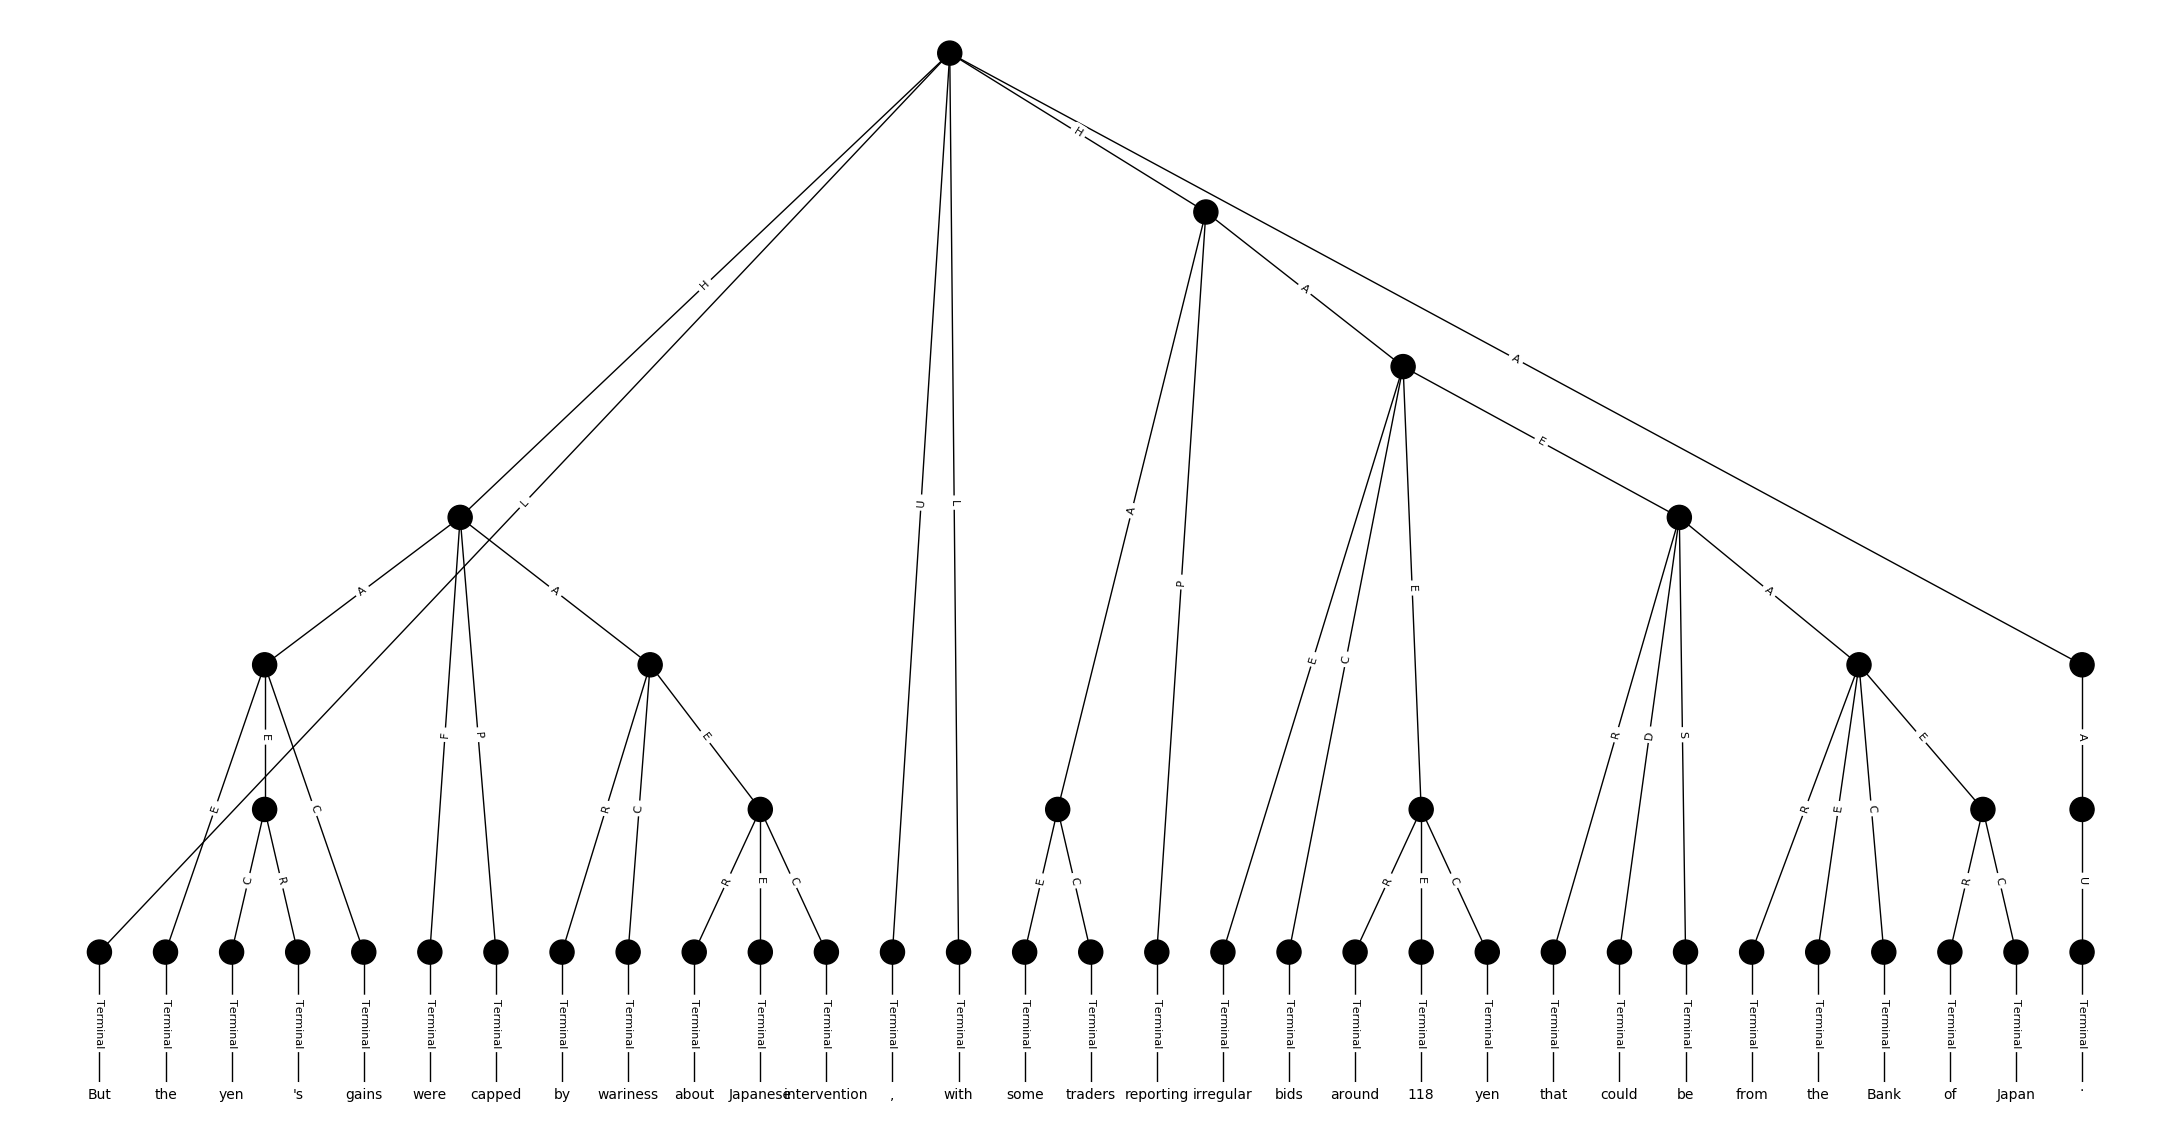 H
H
A
A
L
U
L
A
E
A
A
P
A
E
E
C
E
F
P
E
R
D
S
E
A
E
C
R
C
R
E
C
C
R
R
E
C
E
C
R
E
C
R
C
U
Terminal Terminal Terminal Terminal Terminal Terminal Terminal Terminal Terminal Terminal Terminal Terminal Terminal Terminal Terminal Terminal Terminal Terminal Terminal Terminal Terminal Terminal Terminal Terminal Terminal Terminal Terminal Terminal Terminal Terminal Terminal
But the yen 's gains were capped by wariness about Japanese intervention , with some traders reporting irregular bids around 118 yen that could be from the Bank of Japan .